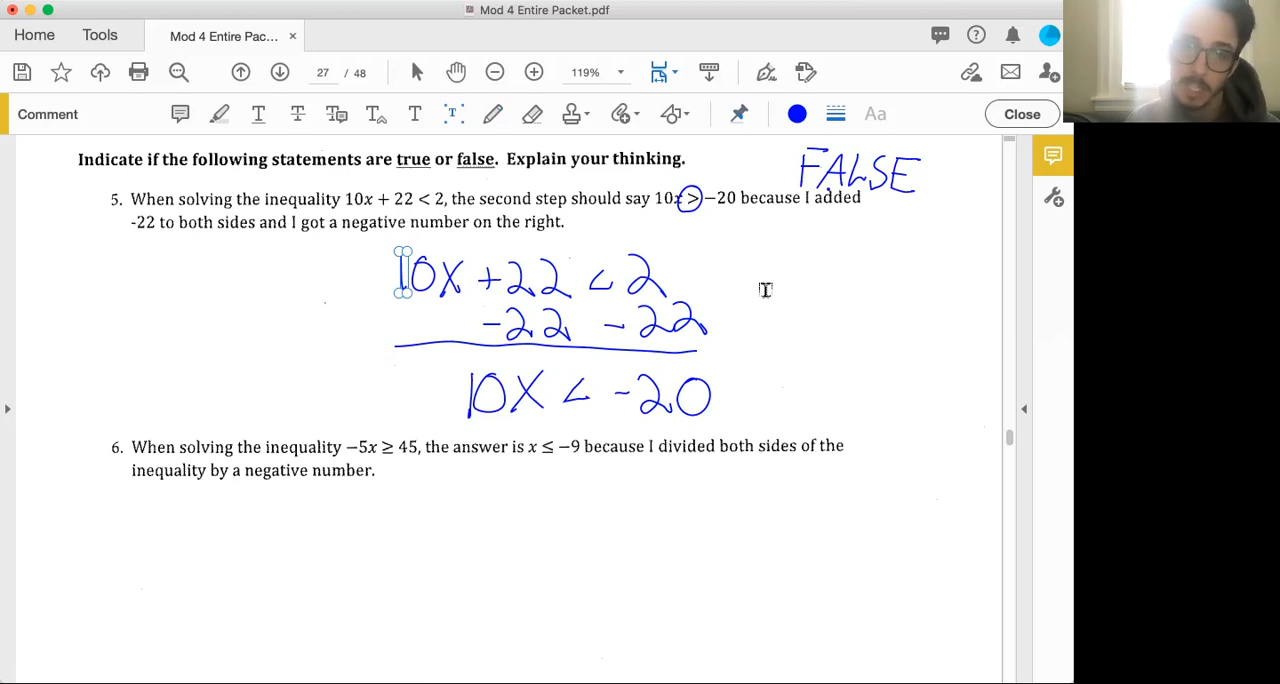 Mod 4 Entire Packet.pdf
Home Tools Mod 4 Entire Pac... ×
27 / 48 119%
Comment T T T T Aa Close
Indicate if the following statements are true or false. Explain your thinking.
FALSE
5. When solving the inequality 10x + 22 < 2, the second step should say 10x > −20 because I added
-22 to both sides and I got a negative number on the right.
10x + 22 < 2
- 22 - 22
10x < -20
6. When solving the inequality −5x ≥ 45, the answer is x ≤ −9 because I divided both sides of the
inequality by a negative number.